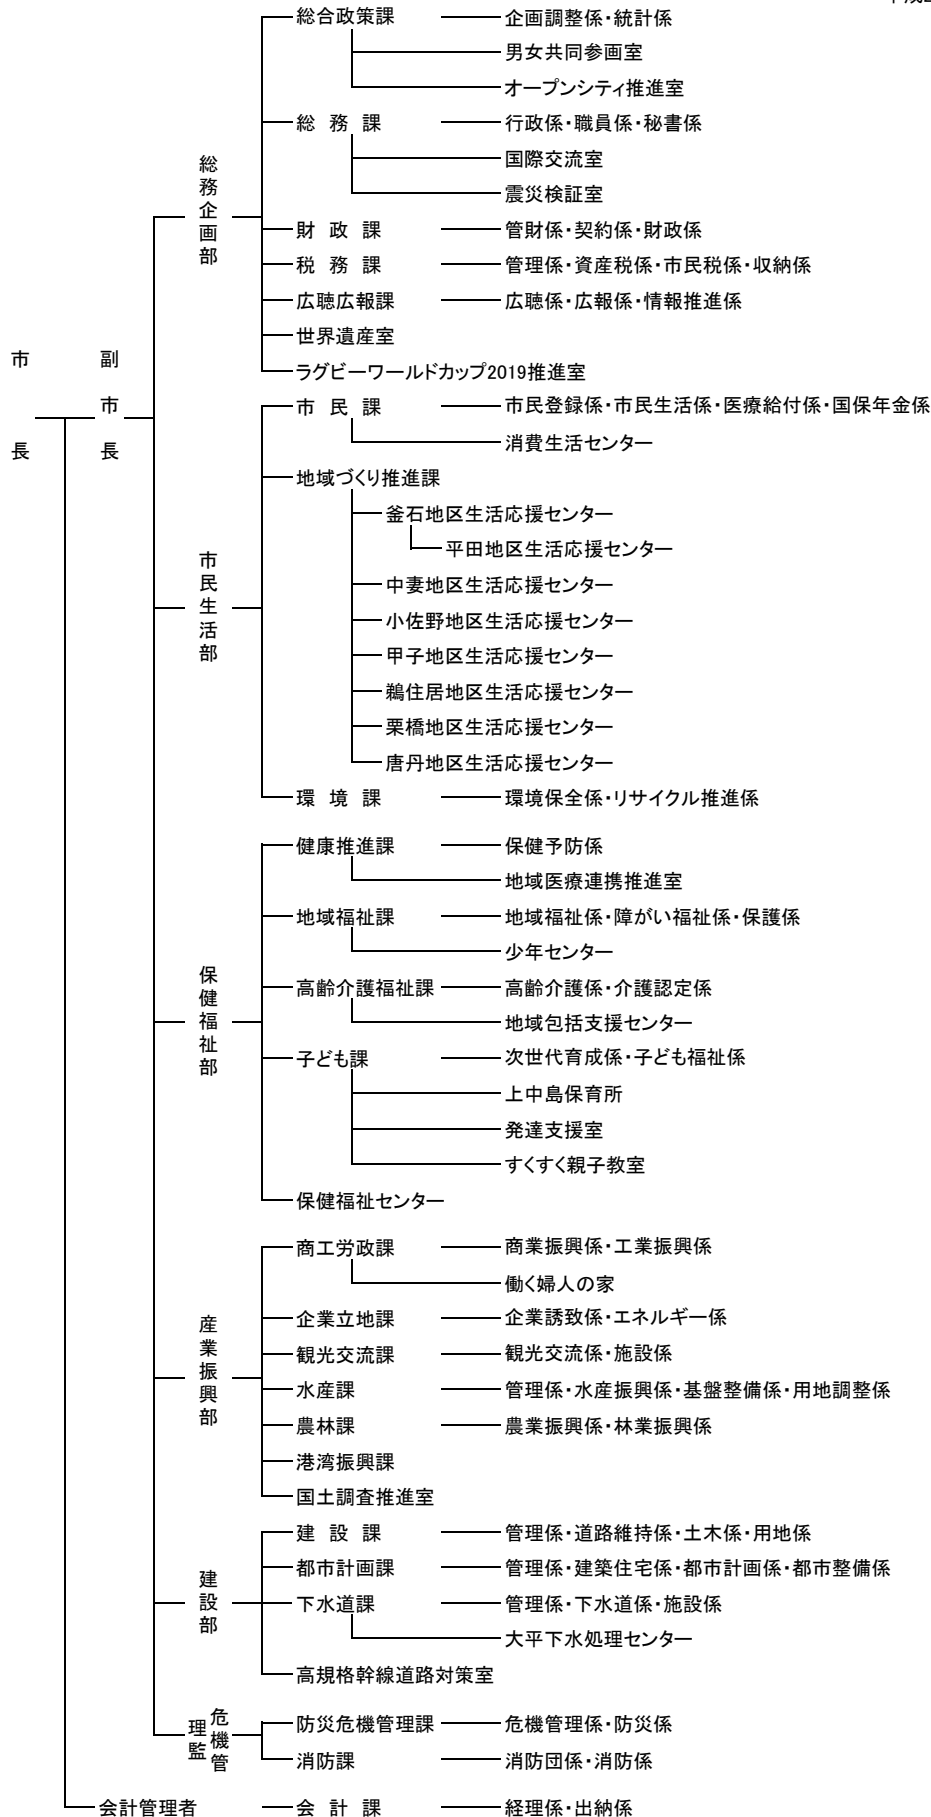 総合政策課 企画調整係・統計係
男女共同参画室
オープンシティ推進室
総務課 行政係・職員係・秘書係
国際交流室
震災検証室
総務企画部
財政課 管財係・契約係・財政係
税務課 管理係・資産税係・市民税係・収納係
広聴広報課 広聴係・広報係・情報推進係
世界遺産室
ラグビーワールドカップ2019推進室
市長
副市長
市民課 市民登録係・市民生活係・医療給付係・国保年金係
消費生活センター
地域づくり推進課
釜石地区生活応援センター
平田地区生活応援センター
市民生活部
中妻地区生活応援センター
小佐野地区生活応援センター
甲子地区生活応援センター
鵜住居地区生活応援センター
栗橋地区生活応援センター
唐丹地区生活応援センター
環境課 環境保全係・リサイクル推進係
健康推進課 保健予防係
地域医療連携推進室
地域福祉課 地域福祉係・障がい福祉係・保護係
少年センター
保健福祉部
高齢介護福祉課 高齢介護係・介護認定係
地域包括支援センター
子ども課 次世代育成係・子ども福祉係
上中島保育所
発達支援室
すくすく親子教室
保健福祉センター
商工労政課 商業振興係・工業振興係
働く婦人の家
産業振興部
企業立地課 企業誘致係・エネルギー係
観光交流課 観光交流係・施設係
水産課 管理係・水産振興係・基盤整備係・用地調整係
農林課 農業振興係・林業振興係
港湾振興課
国土調査推進室
建設課 管理係・道路維持係・土木係・用地係
都市計画課 管理係・建築住宅係・都市計画係・都市整備係
建設部
下水道課 管理係・下水道係・施設係
大平下水処理センター
高規格幹線道路対策室
危機管理監
防災危機管理課 危機管理係・防災係
消防課 消防団係・消防係
会計管理者 会計課 経理係・出納係